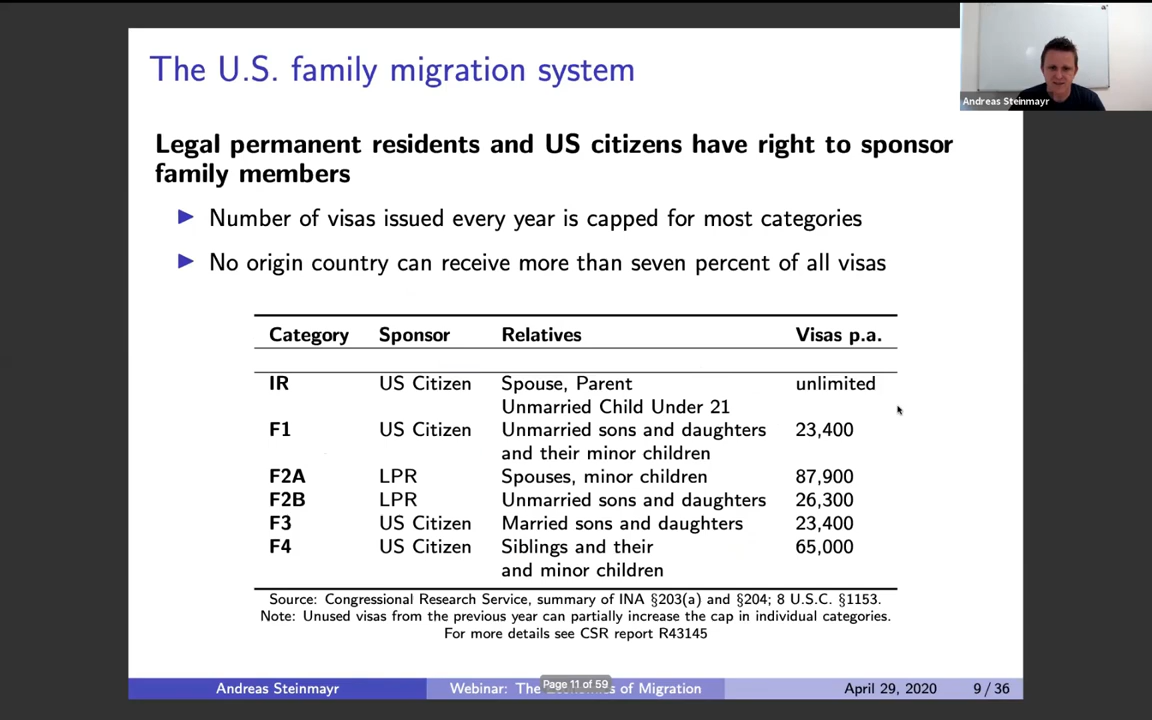 The U.S. family migration system
Andreas Steinmayr
Legal permanent residents and US citizens have right to sponsor
family members
Number of visas issued every year is capped for most categories
No origin country can receive more than seven percent of all visas
Category Sponsor Relatives Visas p.a.
IR US Citizen Spouse, Parent unlimited
Unmarried Child Under 21
F1 US Citizen Unmarried sons and daughters 23,400
and their minor children
F2A LPR Spouses, minor children 87,900
F2B LPR Unmarried sons and daughters 26,300
F3 US Citizen Married sons and daughters 23,400
F4 US Citizen Siblings and their 65,000
and minor children
Source: Congressional Research Service, summary of INA §203(a) and §204; 8 U.S.C. §1153.
Note: Unused visas from the previous year can partially increase the cap in individual categories.
For more details see CSR report R43145
Andreas Steinmayr Webinar: The of Migration April 29, 2020 9 / 36
Page 11 of 59